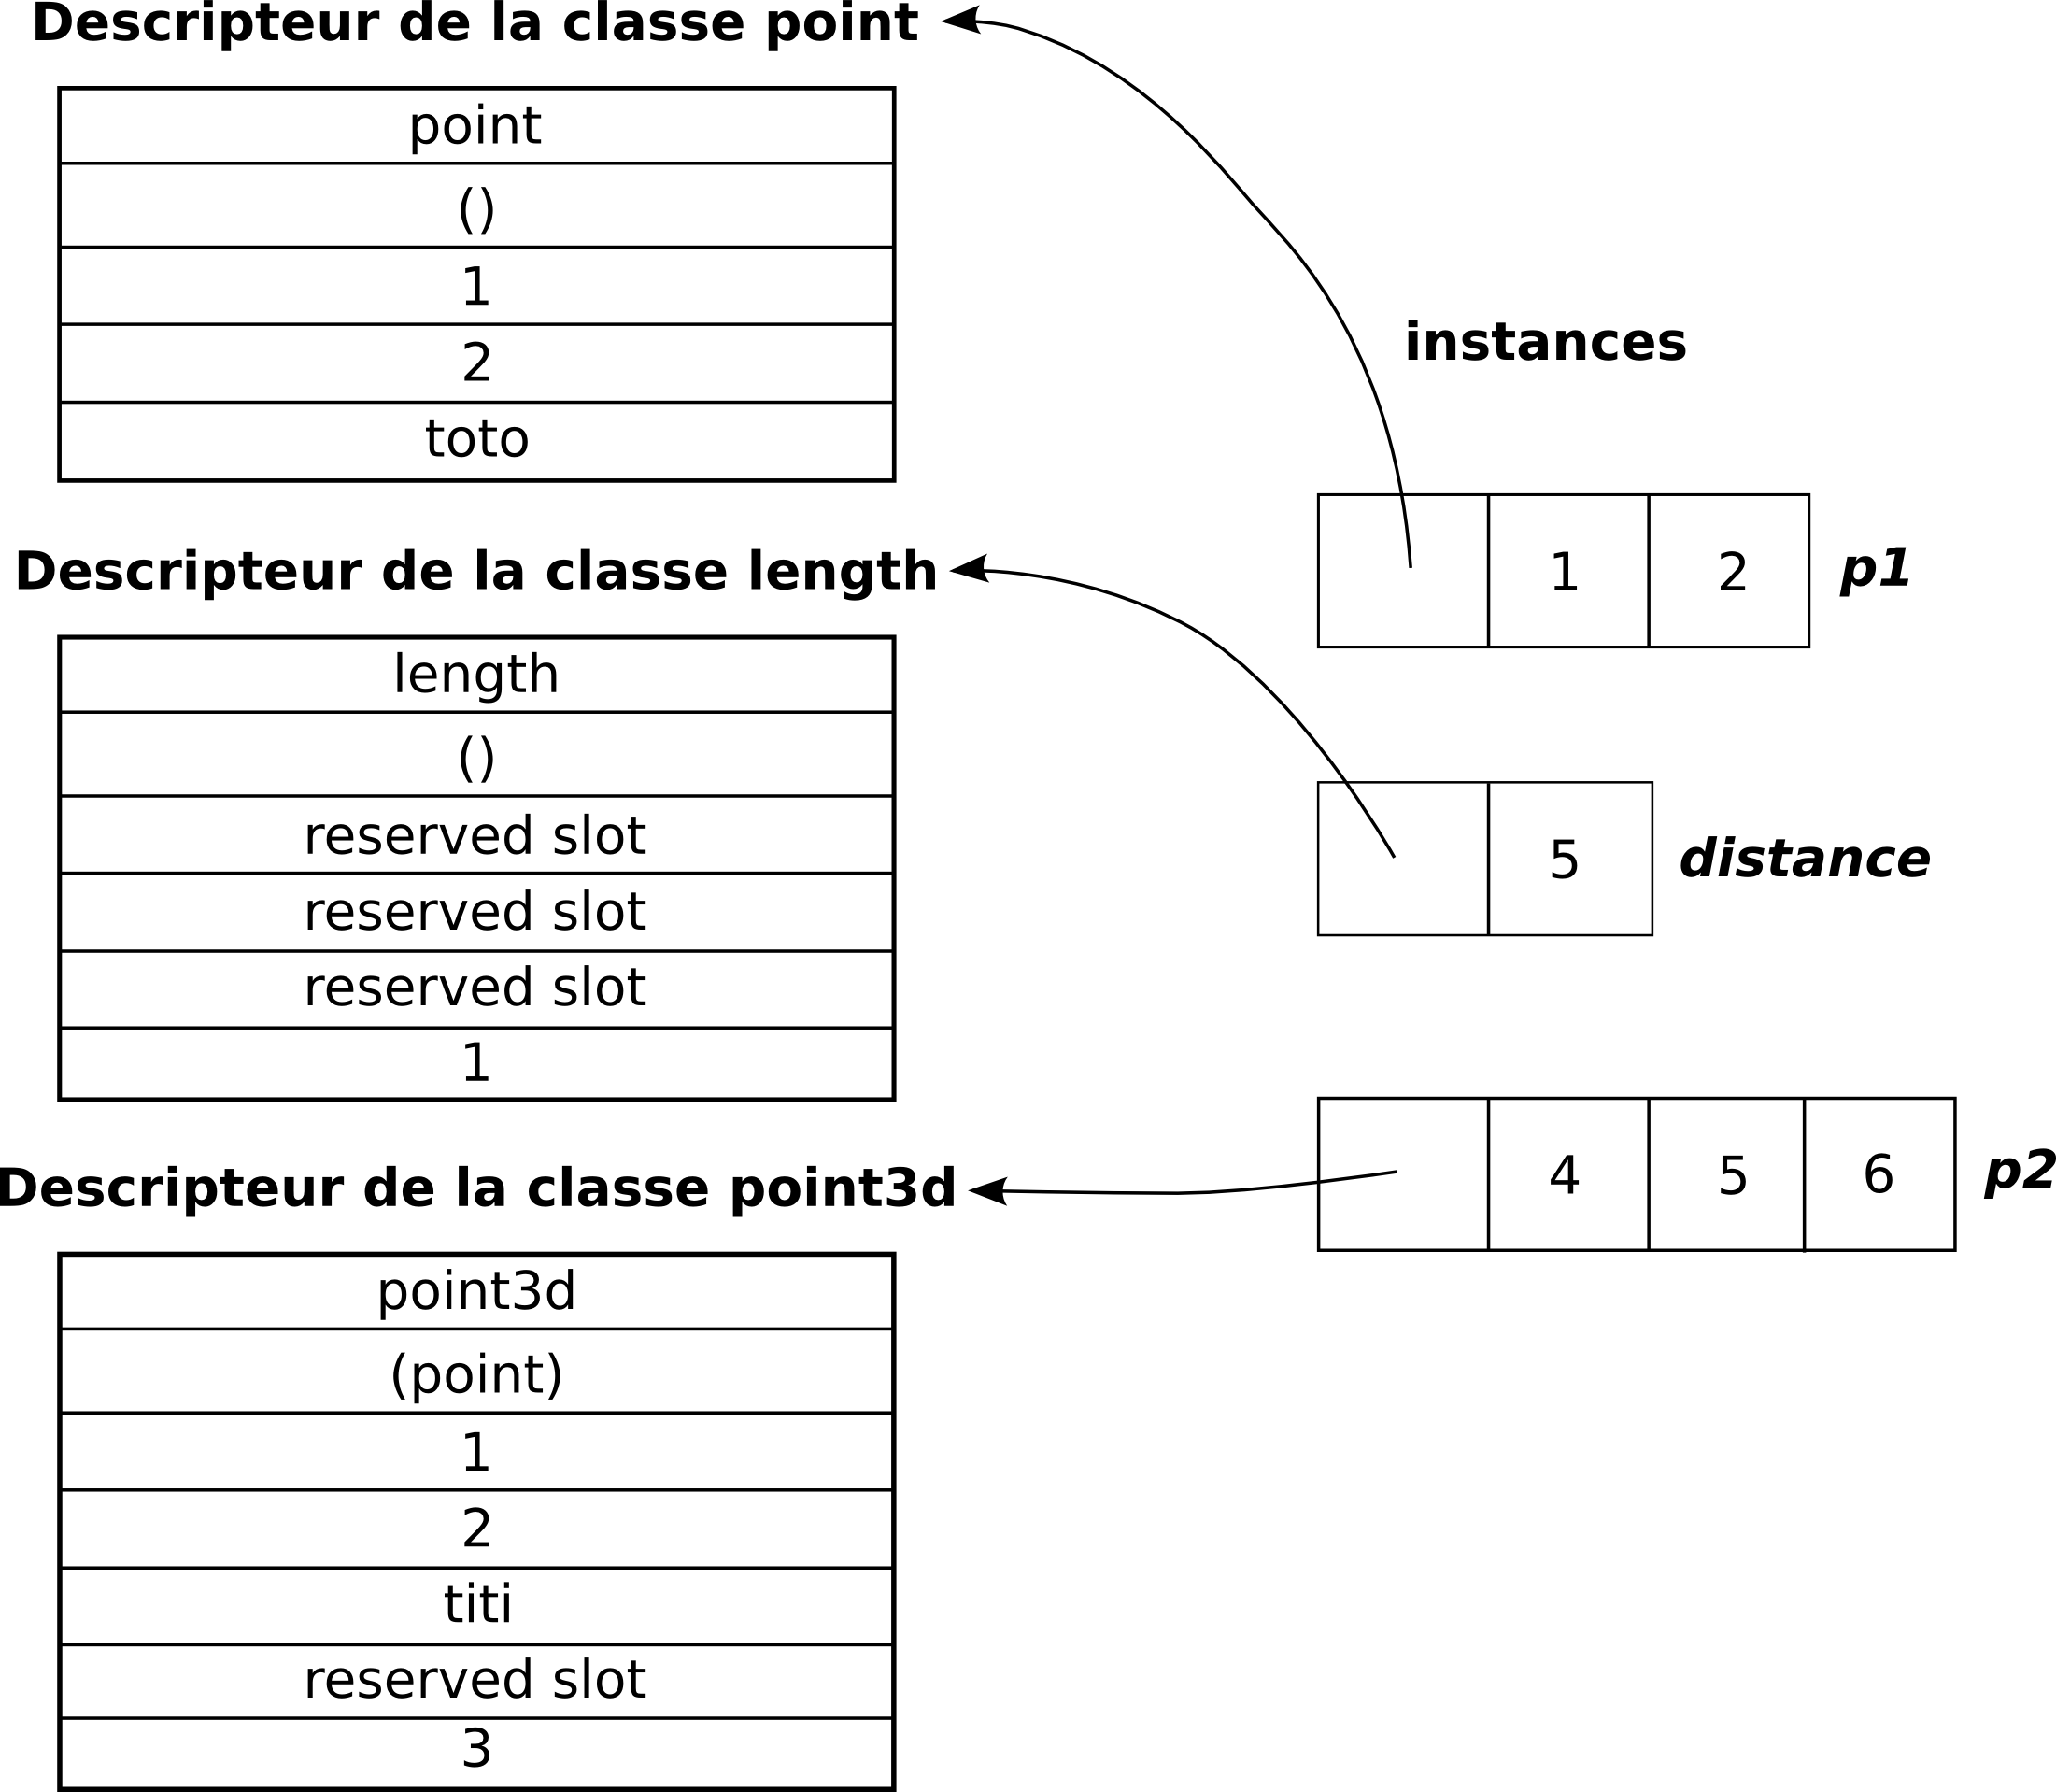 Descripteur de la classe point
point
()
1
2
toto
Descripteur de la classe length
length
()
reserved slot
reserved slot
reserved slot
1
Descripteur de la classe point3d
point3d
(point)
1
2
titi
reserved slot
3
instances
1 2 p1
5 distance
4 5 6 p2